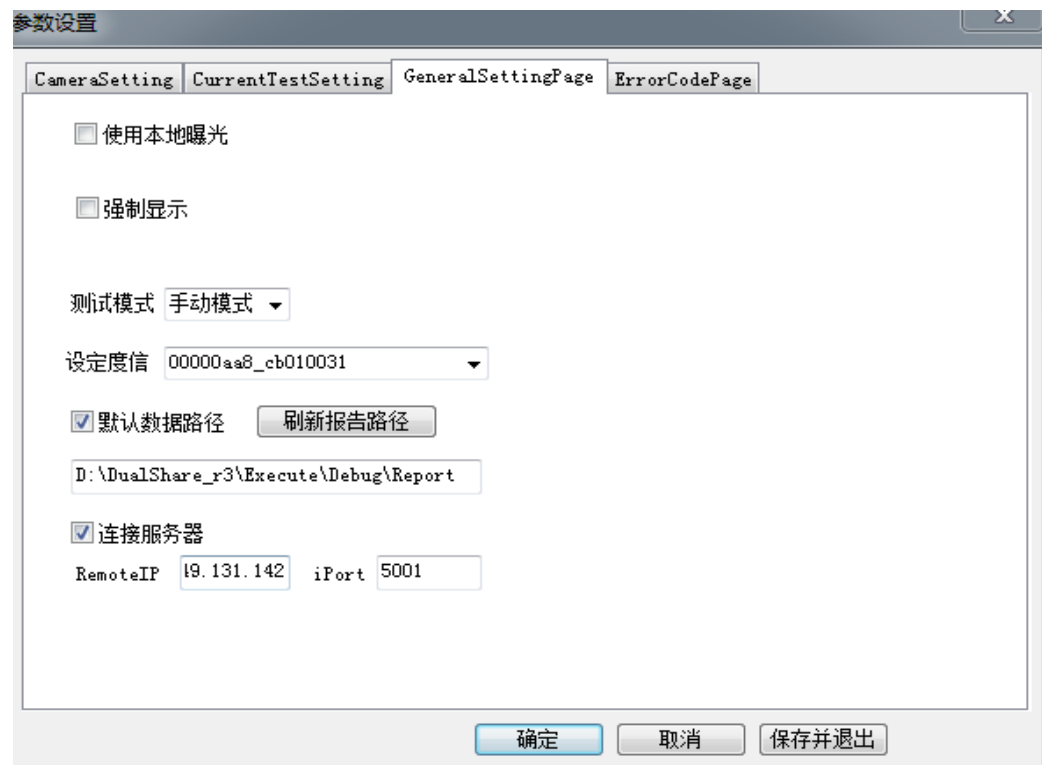 参数设置
CameraSetting CurrentTestSetting GeneralSettingPage ErrorCodePage
使用本地曝光
强制显示
测试模式 手动模式
设定度信 00000aa8_cb010031
默认数据路径 刷新报告路径
D:\DualShare_r3\Execute\Debug\Report
连接服务器
RemoteIP 9.131.142 iPort 5001
确定 取消 保存并退出